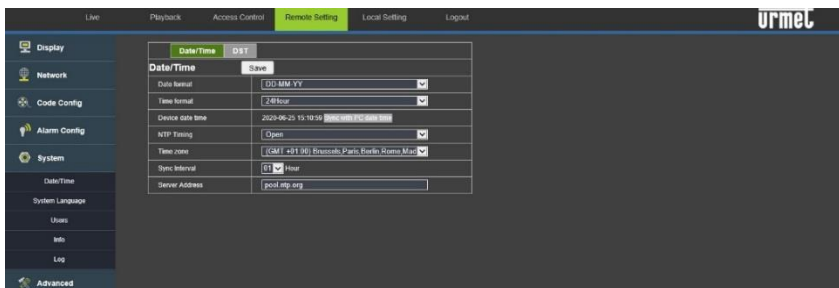 Live Playback Access Control Remote Setting Local Setting Logout urmet
Display
Network
Code Config
Alarm Config
System
Date/Time
System Language
Users
Info
Log
Advanced
Date/Time DST
Date/Time Save
Date format DD-MM-YY
Time format 24Hour
Device date time 2020-06-25 15:10:59 Sync with PC date time
NTP Timing Open
Time zone (GMT +01:00) Brussels,Paris,Berlin,Rome,Mad
Sync Interval 01 Hour
Server Address pool.ntp.org